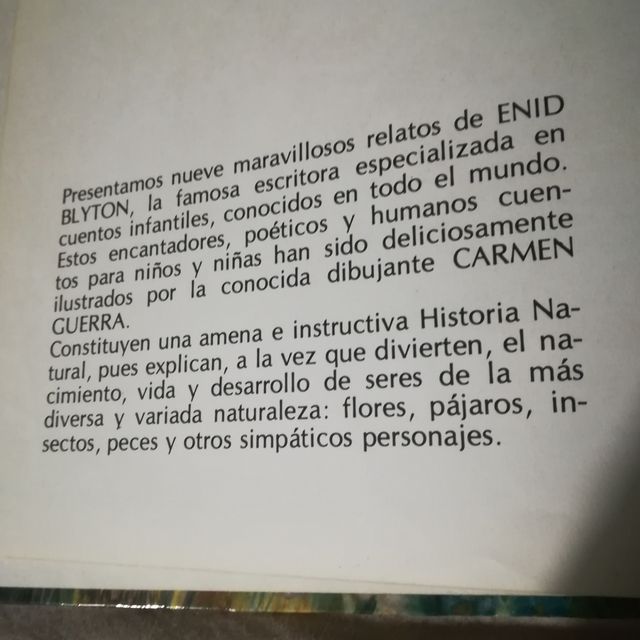 Presentamos nueve maravillosos relatos de ENID
BLYTON, la famosa escritora especializada en
cuentos infantiles, conocidos en todo el mundo.
Estos encantadores, poéticos y humanos cuen-
tos para niños y niñas han sido deliciosamente
ilustrados por la conocida dibujante CARMEN
GUERRA.
Constituyen una amena e instructiva Historia Na-
tural, pues explican, a la vez que divierten, el na-
cimiento, vida y desarrollo de seres de la más
diversa y variada naturaleza: flores, pájaros, in-
sectos, peces y otros simpáticos personajes.